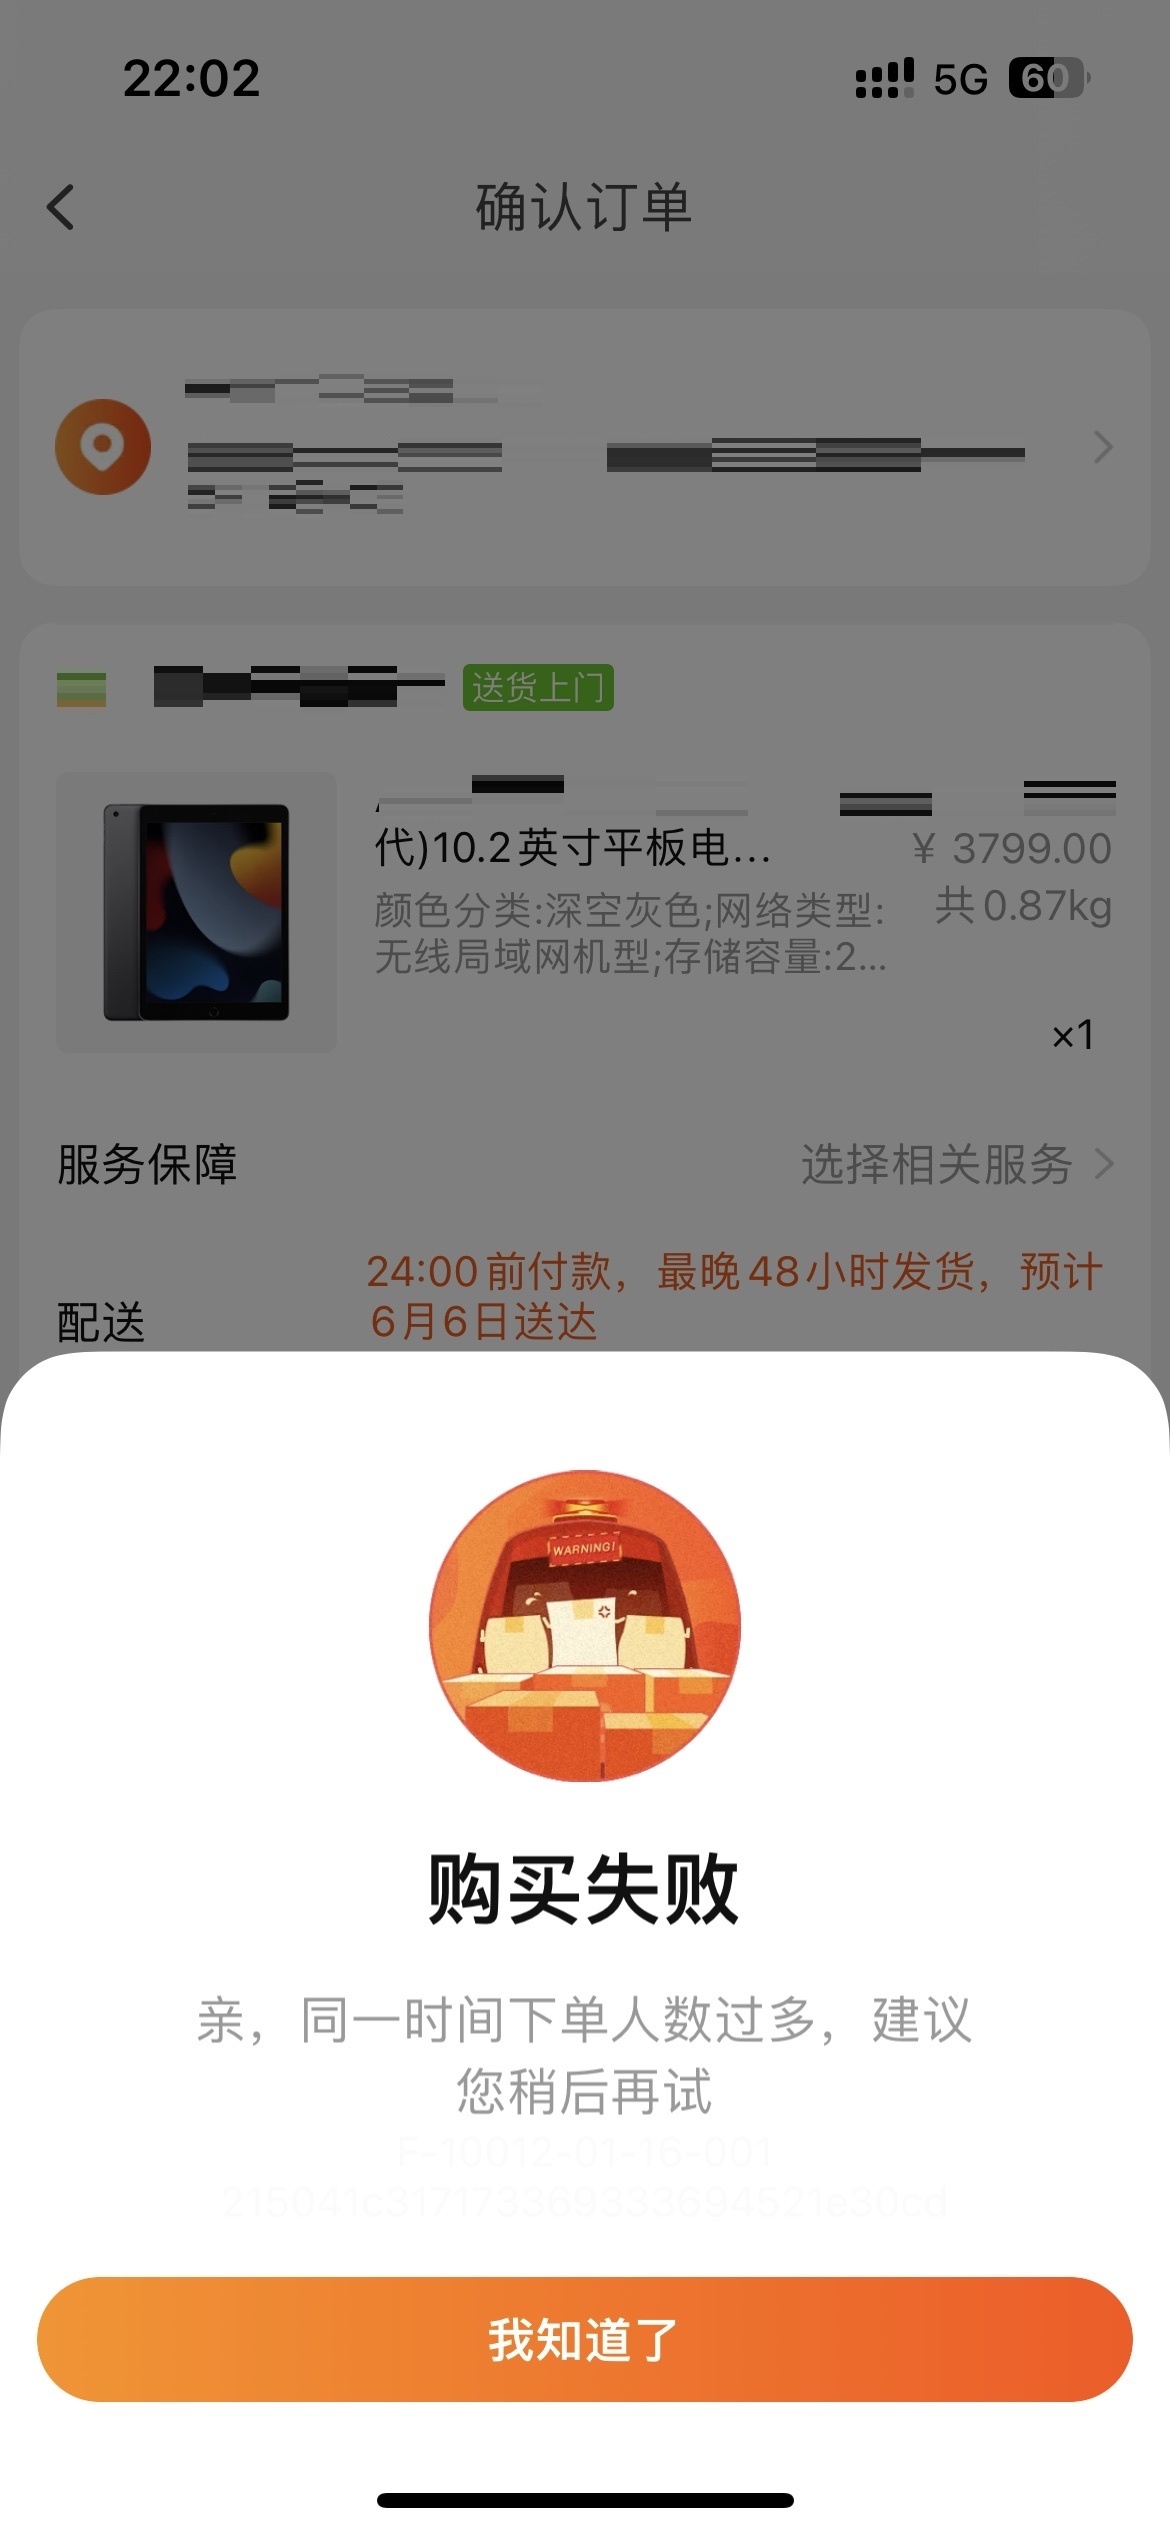 22:02
5G 60
确认订单
送货上门
代)10.2英寸平板电...
¥ 3799.00
颜色分类:深空灰色;网络类型:
共0.87kg
无线局域网机型;存储容量:2...
×1
服务保障
选择相关服务
24:00前付款，最晚48小时发货，预计
6月6日送达
配送
WARNING!
购买失败
亲，同一时间下单人数过多，建议
您稍后再试
F-10012-01-16-001
215041c317173369333694521e30cd
我知道了